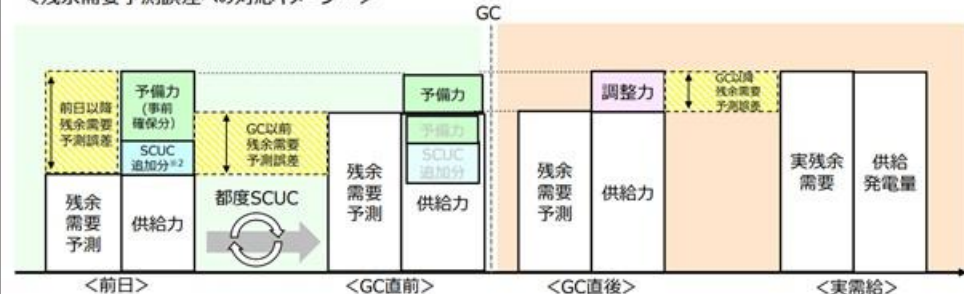 GC
前日以降
残余需要
予測誤差
予備力
(事前
確保分)
SCUC
追加分※2
残余
需要
予測
供給力
GC以前
残余需要
予測誤差
都度SCUC
残余
需要
予測
予備力
予備力
SCUC
追加分
供給力
残余
需要
予測
調整力
供給力
GC以降
残余需要
予測誤差
実残余
需要
供給
発電量
<前日>
<GC直前>
<GC直後>
<実需給>